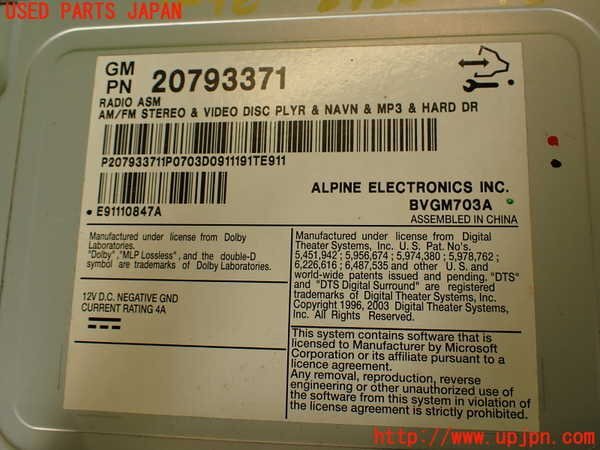 USED PARTS JAPAN
GM
PN 20793371
RADIO ASM
AM/FM STEREO & VIDEO DISC PLYR & NAVN & MP3 & HARD DR
P207933711P0703D0911191TE911
E91110847A
ALPINE ELECTRONICS INC.
BVGM703A
ASSEMBLED IN CHINA
Manufactured under license from Dolby
Laboratories.
"Dolby","MLP Lossless", and the double-D
symbol are trademarks of Dolby Laboratories.
12V D.C. NEGATIVE GND
CURRENT RATING 4A
Manufactured under license from Digital
Theater Systems, Inc. U.S. Pat. No's.
5,451,942 ; 5,956,674 ; 5,974,380 ; 5,978,762 ;
6,226,616 ; 6,487,535 and other U.S. and
world-wide patents issued and pending. "DTS"
and "DTS Digital Surround" are registered
trademarks of Digital Theater Systems, Inc.
Copyright 1996, 2003 Digital Theater Systems,
Inc. All Rights Reserved.
This system contains software that is
licensed to Manufacturer by Microsoft
Corporation or its affiliate pursuant to a
licence agreement.
Any removal, reproduction, reverse
engineering or other unauthorized use of
the software in violation of the software
agreement is strictly prohibited.
http://www.upjpn.com/